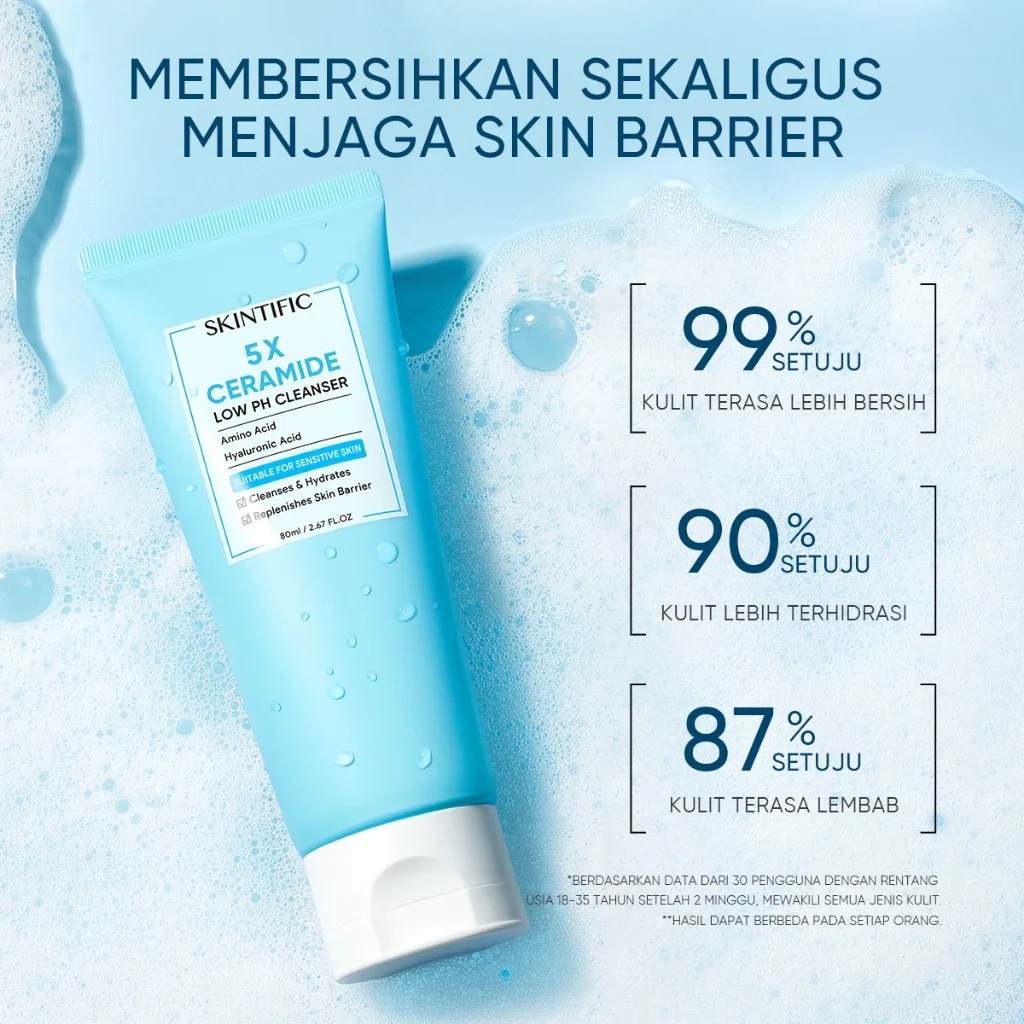 MEMBERSIHKAN SEKALIGUS
MENJAGA SKIN BARRIER
SKINTIFIC
5X
CERAMIDE
LOW PH CLEANSER
Amino Acid
Hyaluronic Acid
SUITABLE FOR SENSITIVE SKIN
Cleanses & Hydrates
Replenishes Skin Barrier
80ml / 2.67 FL.OZ
99%
SETUJU
KULIT TERASA LEBIH BERSIH
90%
SETUJU
KULIT LEBIH TERHIDRASI
87%
SETUJU
KULIT TERASA LEMBAB
*BERDASARKAN DATA DARI 30 PENGGUNA DENGAN RENTANG
USIA 18-35 TAHUN SETELAH 2 MINGGU, MEWAKILI SEMUA JENIS KULIT.
**HASIL DAPAT BERBEDA PADA SETIAP ORANG.